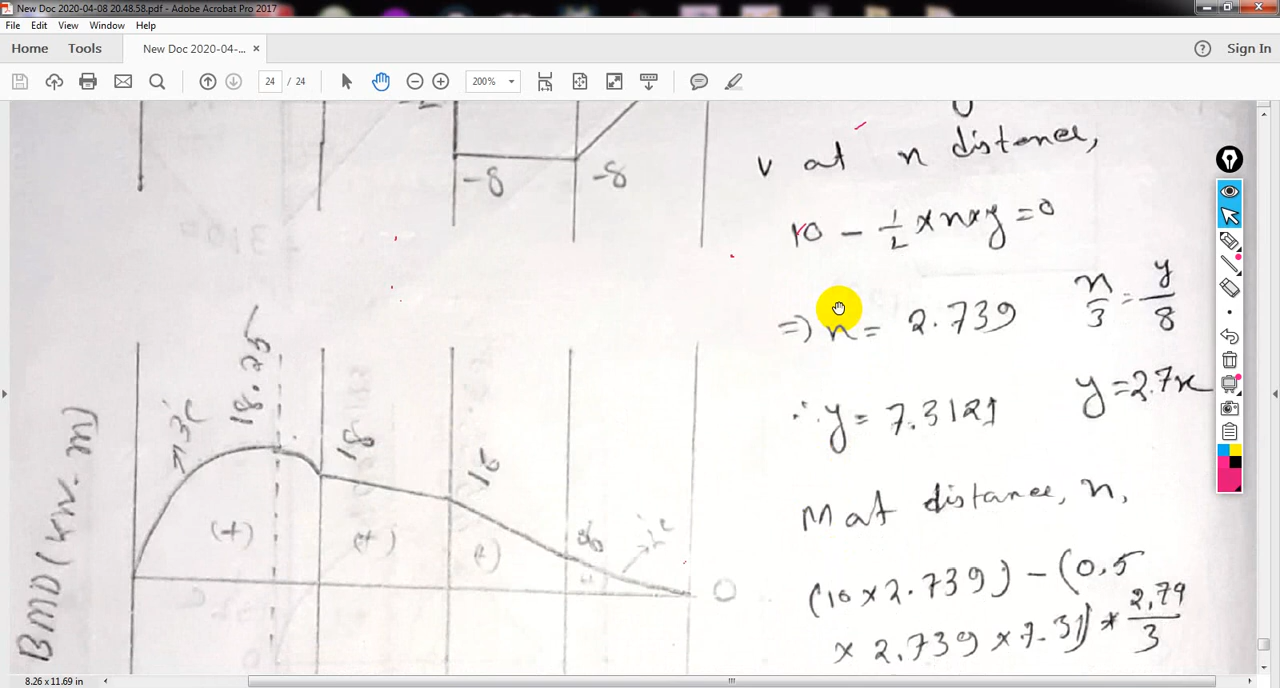 New Doc 2020-04-08 20.48.58.pdf - Adobe Acrobat Pro 2017
File Edit View Window Help
Home Tools New Doc 2020-04-... × Sign In
24 / 24 200%
-8
-8
v at n distance,
10 - 1/2 × n × y = 0
n/3 = y/8
=) n = 2.739
∴ y = 7.3121
y = 2.7x
M at distance, n,
(10 × 2.739) - (0.5
× 2.739 × 7.31) * 2.79/3
BMD (KN. m)
18.25
18
16
8
(+)
(+)
0
8.26 x 11.69 in